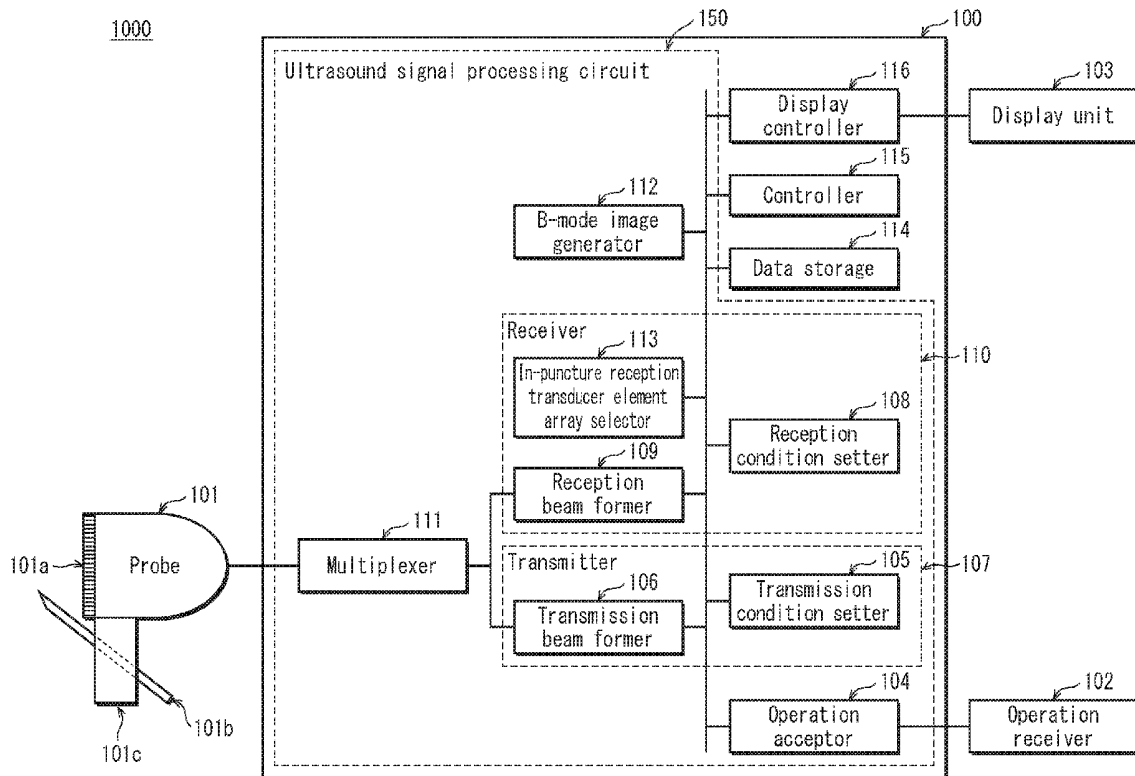 1000
150
100
Ultrasound signal processing circuit
116
Display
controller
103
Display unit
115
Controller
112
B-mode image
generator
114
Data storage
Receiver
113
In-puncture reception
transducer element
array selector
110
108
Reception
condition setter
109
Reception
beam former
101
101a
Probe
111
Multiplexer
Transmitter
107
105
Transmission
condition setter
106
Transmission
beam former
101b
101c
104
Operation
acceptor
102
Operation
receiver